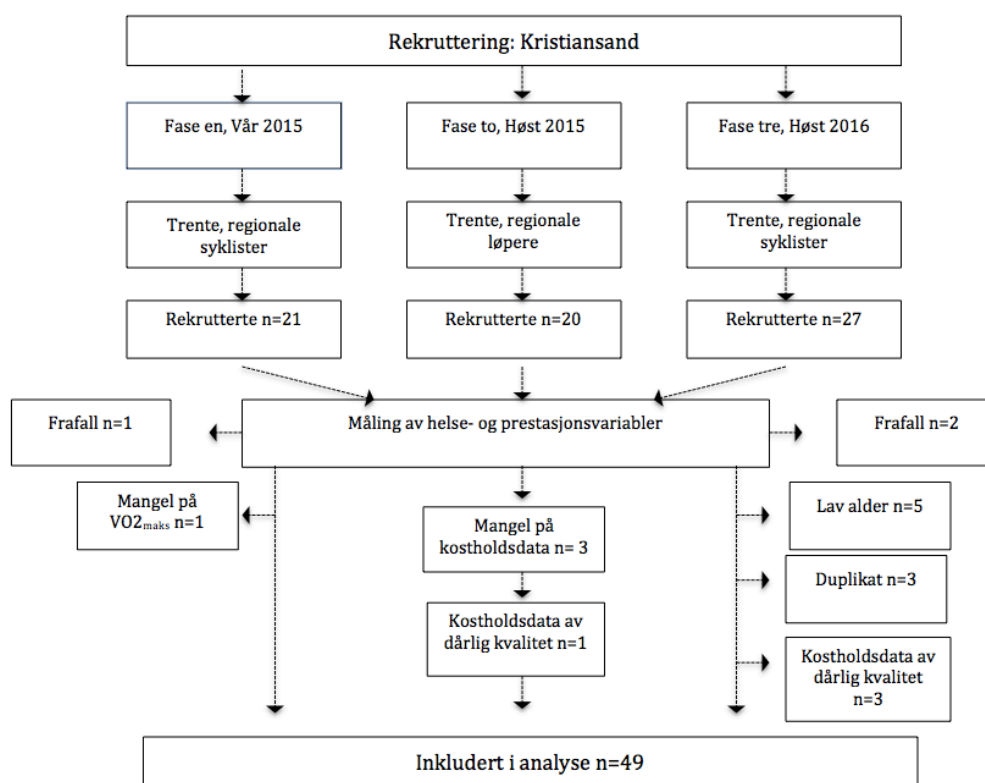 Rekruttering: Kristiansand
Fase en, Vår 2015
Fase to, Høst 2015
Fase tre, Høst 2016
Trente, regionale
syklister
Trente, regionale
løpere
Trente, regionale
syklister
Rekrutterte n=21
Rekrutterte n=20
Rekrutterte n=27
Frafall n=1
Måling av helse- og prestasjonsvariabler
Frafall n=2
Mangel på
VO2maks n=1
Mangel på
kostholdsdata n= 3
Kostholdsdata av
dårlig kvalitet n=1
Lav alder n=5
Duplikat n=3
Kostholdsdata av
dårlig kvalitet
n=3
Inkludert i analyse n=49